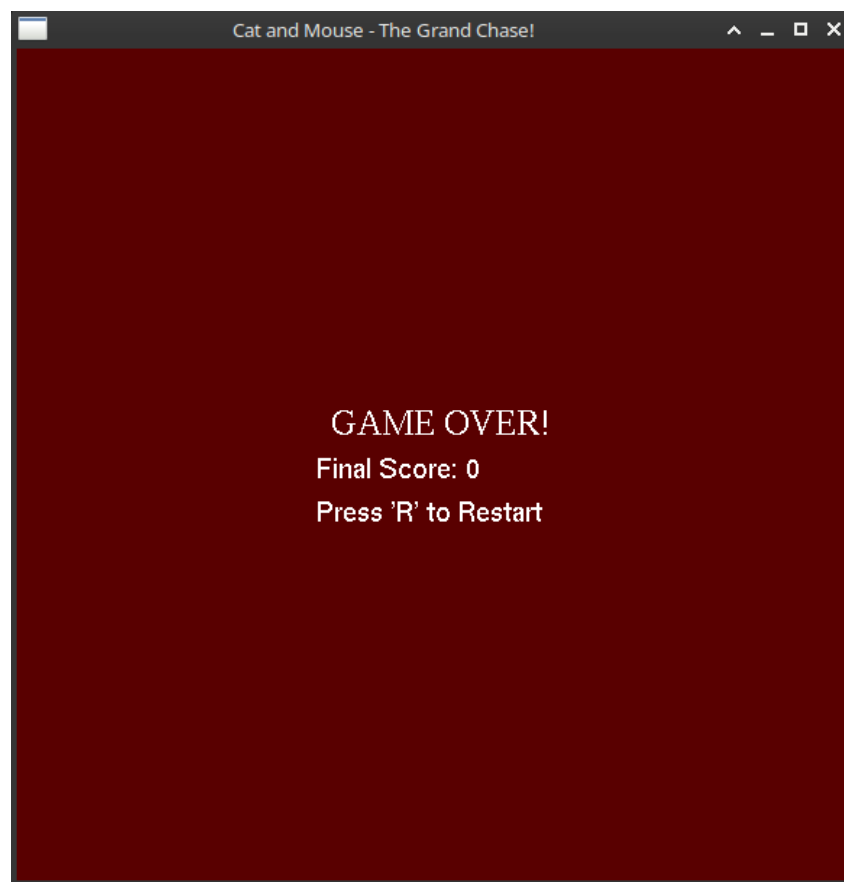 Cat and Mouse - The Grand Chase!
GAME OVER!
Final Score: 0
Press 'R' to Restart